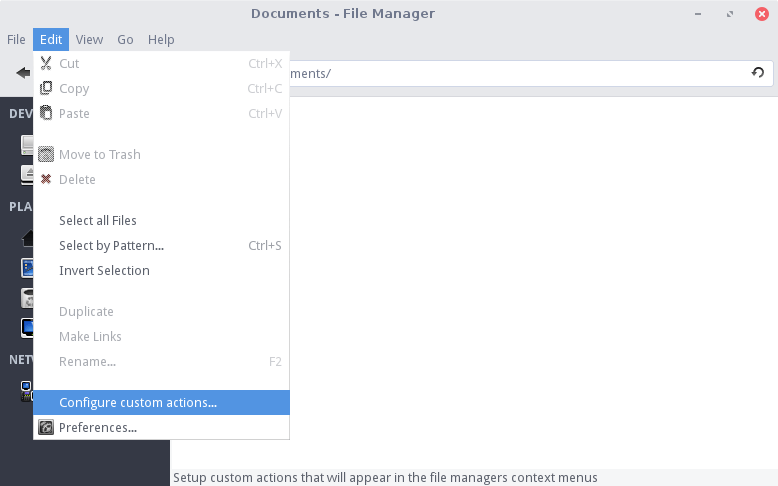 Documents - File Manager
File Edit View Go Help
ments/
Cut Ctrl+X
Copy Ctrl+C
Paste Ctrl+V
DEV
Move to Trash
Delete
PLA
Select all Files
Select by Pattern... Ctrl+S
Invert Selection
Duplicate
Make Links
Rename... F2
NETW
Configure custom actions...
Preferences...
Setup custom actions that will appear in the file managers context menus